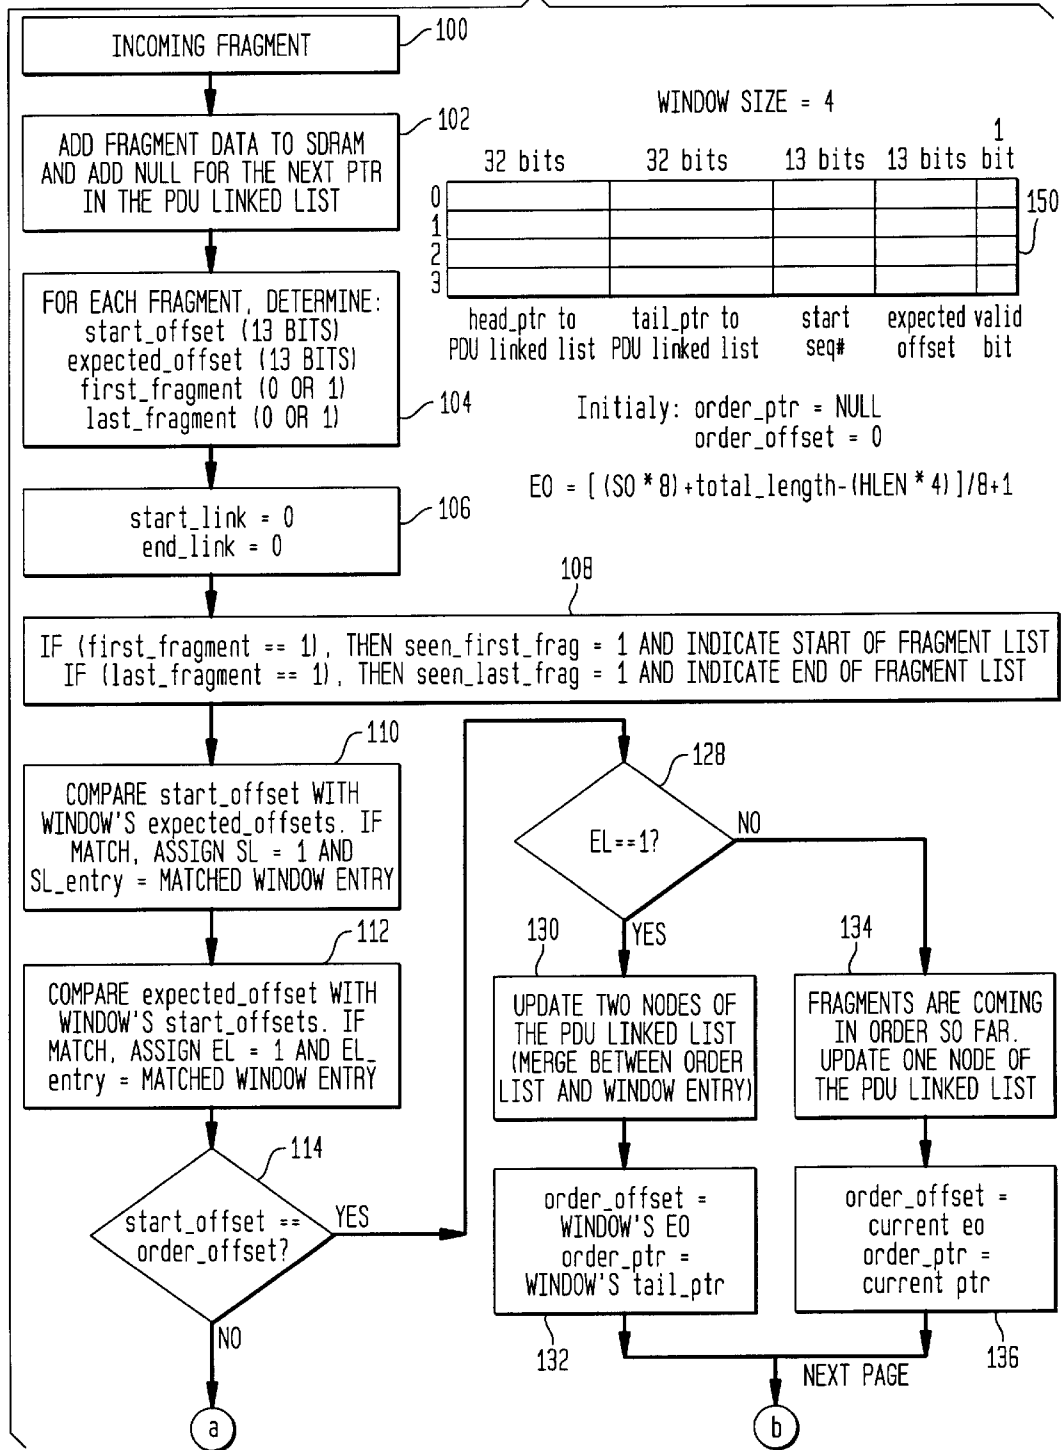 INCOMING FRAGMENT
100
ADD FRAGMENT DATA TO SDRAM
AND ADD NULL FOR THE NEXT PTR
IN THE PDU LINKED LIST
102
WINDOW SIZE = 4
32 bits
32 bits
13 bits
13 bits
1
bit
0
1
2
3
150
head_ptr to
PDU linked list
tail_ptr to
PDU linked list
start
seq#
expected
offset
valid
bit
FOR EACH FRAGMENT, DETERMINE:
start_offset (13 BITS)
expected_offset (13 BITS)
first_fragment (0 OR 1)
last_fragment (0 OR 1)
104
Initialy: order_ptr = NULL
order_offset = 0
EO = [(SO*8)+total_length-(HLEN*4)]/8+1
start_link = 0
end_link = 0
106
108
IF (first_fragment == 1), THEN seen_first_frag = 1 AND INDICATE START OF FRAGMENT LIST
IF (last_fragment == 1), THEN seen_last_frag = 1 AND INDICATE END OF FRAGMENT LIST
110
COMPARE start_offset WITH
WINDOW'S expected_offsets. IF
MATCH, ASSIGN SL = 1 AND
SL_entry = MATCHED WINDOW ENTRY
112
COMPARE expected_offset WITH
WINDOW'S start_offsets. IF
MATCH, ASSIGN EL = 1 AND EL_
entry = MATCHED WINDOW ENTRY
114
start_offset ==
order_offset?
YES
NO
a
128
EL==1?
NO
YES
130
UPDATE TWO NODES OF
THE PDU LINKED LIST
(MERGE BETWEEN ORDER
LIST AND WINDOW ENTRY)
134
FRAGMENTS ARE COMING
IN ORDER SO FAR.
UPDATE ONE NODE OF
THE PDU LINKED LIST
order_offset =
WINDOW'S EO
order_ptr =
WINDOW'S tail_ptr
132
order_offset =
current eo
order_ptr =
current ptr
136
NEXT PAGE
b